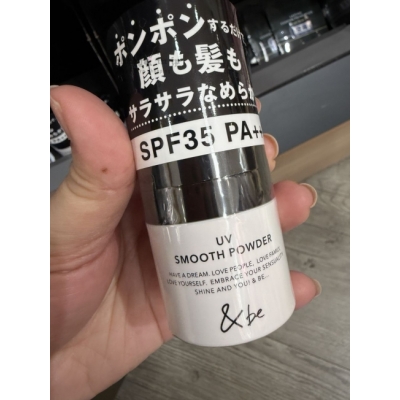 ポンポンするだけで
顔も髪も
サラサラなめらか
SPF35 PA++
UV
SMOOTH POWDER
HAVE A DREAM. LOVE PEOPLE, LOVE FAMILY
LOVE YOURSELF. EMBRACE YOUR SENSUALITY
SHINE AND YOU! & BE...
&be